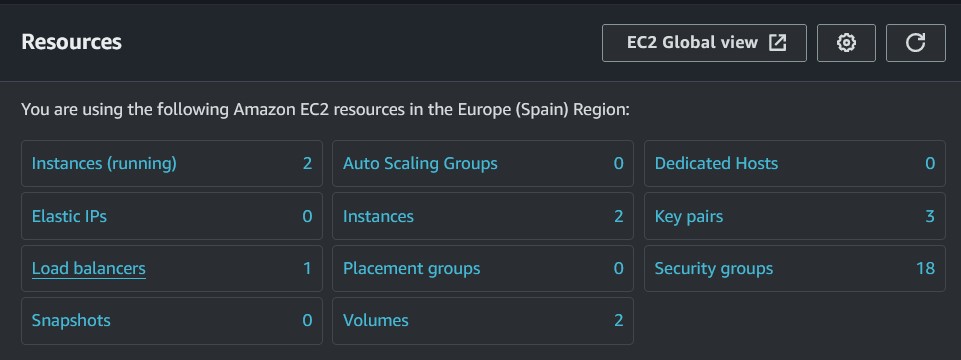 Resources
EC2 Global view
You are using the following Amazon EC2 resources in the Europe (Spain) Region:
Instances (running) 2
Auto Scaling Groups 0
Dedicated Hosts 0
Elastic IPs 0
Instances 2
Key pairs 3
Load balancers 1
Placement groups 0
Security groups 18
Snapshots 0
Volumes 2